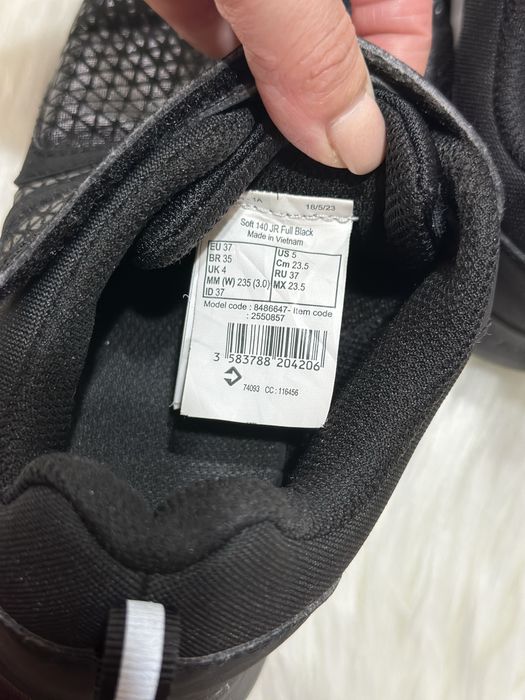 1A 18/5/23
Soft 140 JR Full Black
Made in Vietnam
EU 37 US 5
BR 35 Cm 23.5
UK 4 RU 37
MM (W) 235 (3.0) MX 23.5
ID 37
Model code : 8486647- Item code
: 2550857
3 583788 204206
74093 CC : 116456